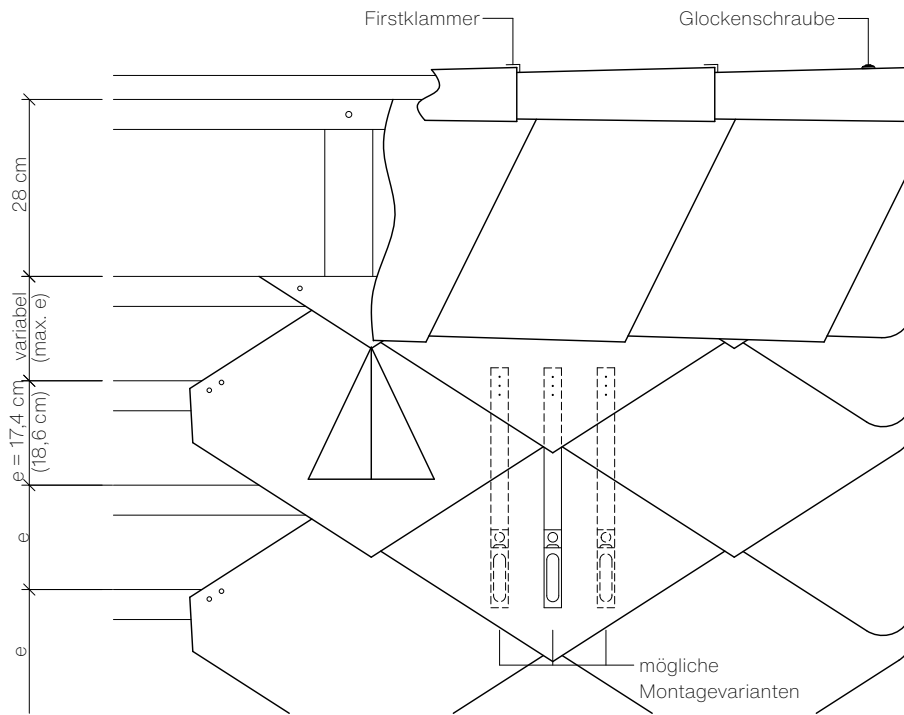 Firstklammer
Glockenschraube
28 cm
variabel
(max. e)
e = 17,4 cm
(18,6 cm)
e
e
mögliche
Montagevarianten